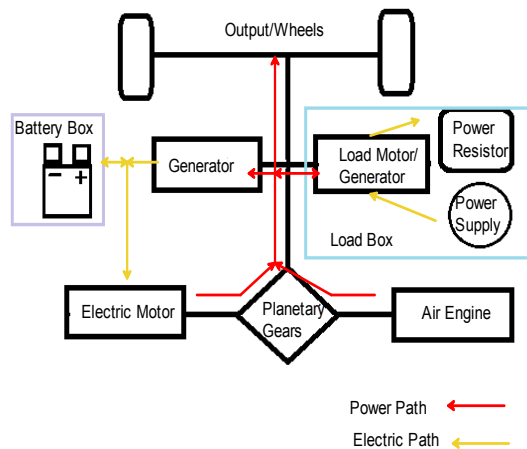 Output/Wheels
Battery Box
− +
Generator
Load Motor/
Generator
Power
Resistor
Power
Supply
Load Box
Electric Motor
Planetary
Gears
Air Engine
Power Path
Electric Path